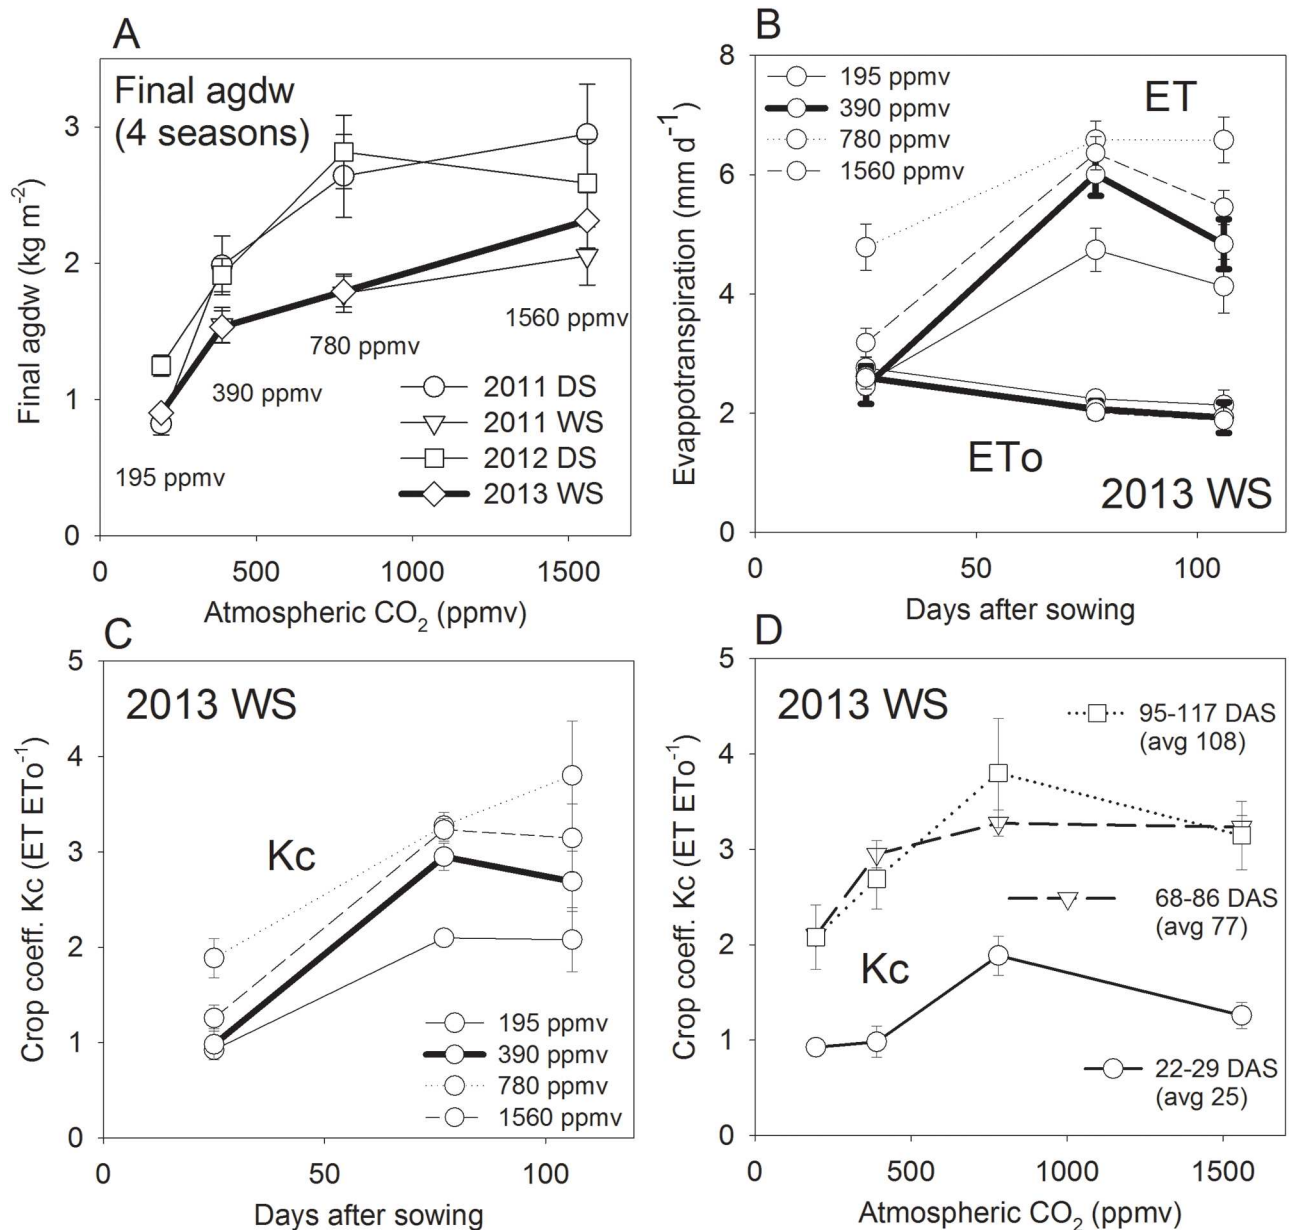 A
Final agdw
(4 seasons)
Final agdw (kg m-2)
3
2
1
0
195 ppmv
390 ppmv
780 ppmv
1560 ppmv
2011 DS
2011 WS
2012 DS
2013 WS
0 500 1000 1500
Atmospheric CO2 (ppmv)
B
Evappotranspiration (mm d-1)
8
6
4
2
0
195 ppmv
390 ppmv
780 ppmv
1560 ppmv
ET
ETo
2013 WS
0 50 100
Days after sowing
C
2013 WS
Crop coeff. Kc (ET ETo-1)
5
4
3
2
1
0
Kc
195 ppmv
390 ppmv
780 ppmv
1560 ppmv
0 50 100
Days after sowing
D
2013 WS
Crop coeff. Kc (ET ETo-1)
5
4
3
2
1
0
95-117 DAS
(avg 108)
68-86 DAS
(avg 77)
Kc
22-29 DAS
(avg 25)
0 500 1000 1500
Atmospheric CO2 (ppmv)